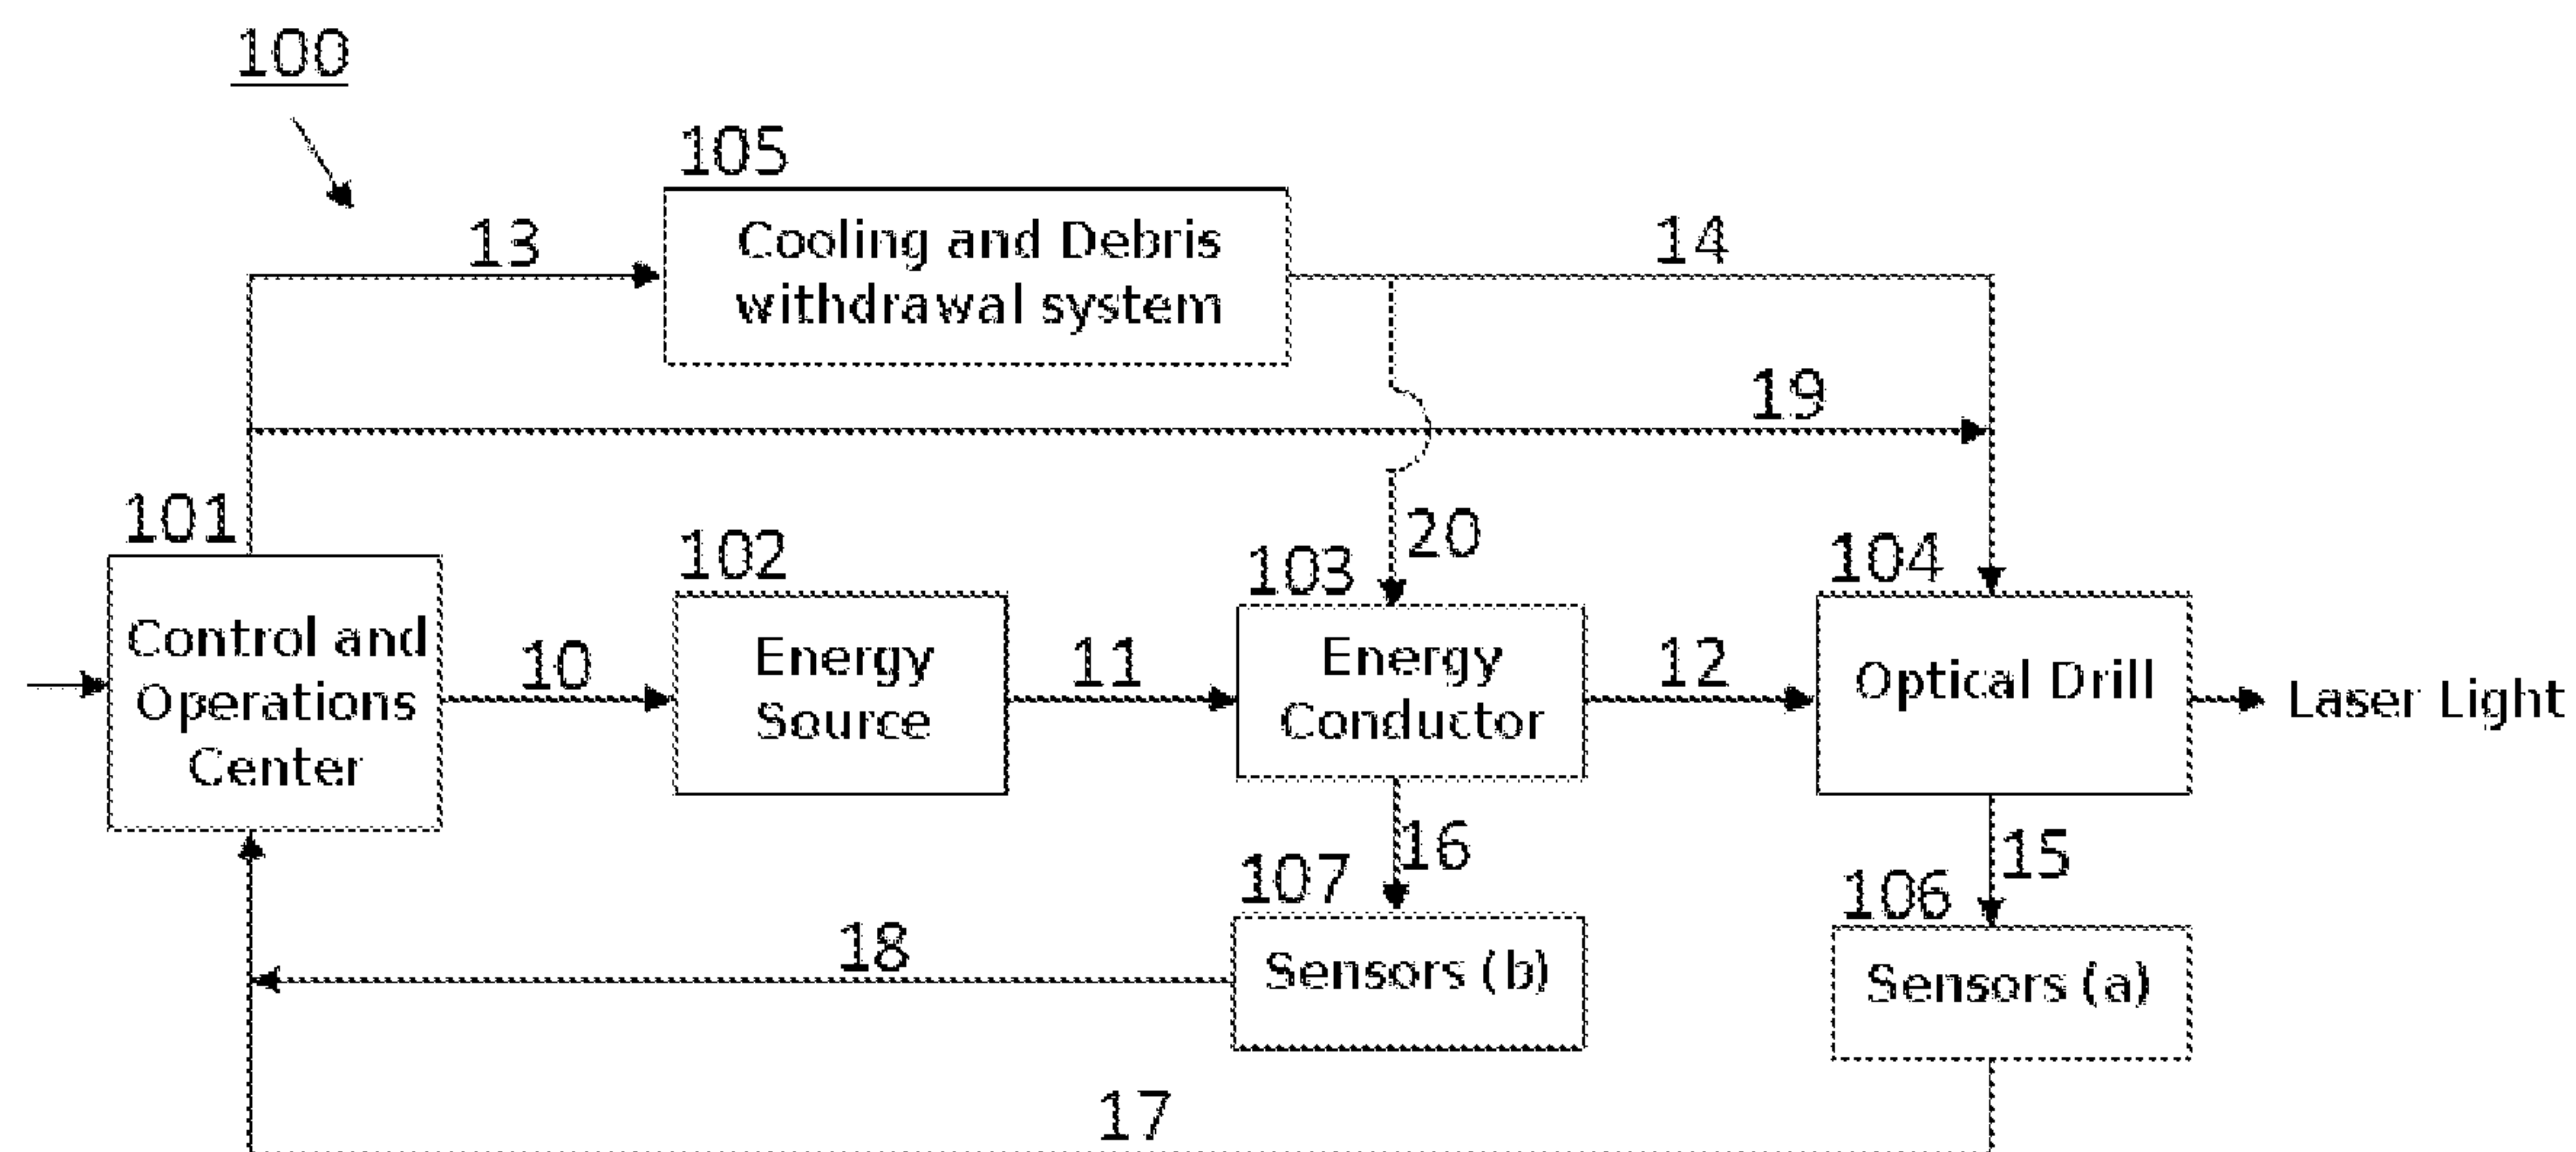 100
105
13
Cooling and Debris
withdrawal system
14
19
101
102
20
103
104
Control and
Operations
Center
10
Energy
Source
11
Energy
Conductor
12
Optical Drill
Laser Light
16
15
107
106
18
Sensors (b)
Sensors (a)
17